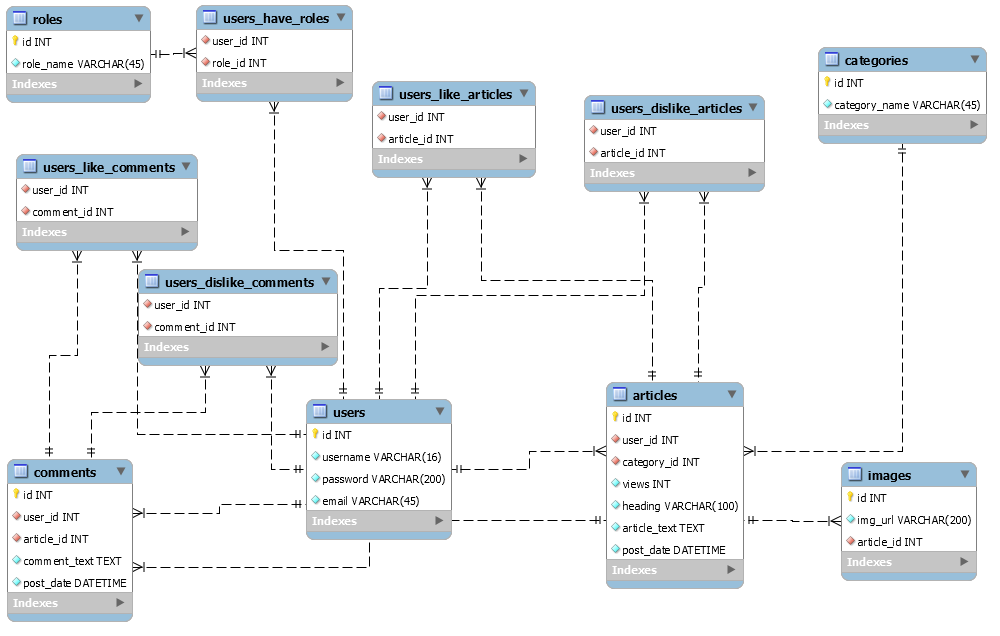 roles
id INT
role_name VARCHAR(45)
Indexes
users_have_roles
user_id INT
role_id INT
Indexes
users_like_articles
user_id INT
article_id INT
Indexes
users_dislike_articles
user_id INT
article_id INT
Indexes
categories
id INT
category_name VARCHAR(45)
Indexes
users_like_comments
user_id INT
comment_id INT
Indexes
users_dislike_comments
user_id INT
comment_id INT
Indexes
users
id INT
username VARCHAR(16)
password VARCHAR(200)
email VARCHAR(45)
Indexes
articles
id INT
user_id INT
category_id INT
views INT
heading VARCHAR(100)
article_text TEXT
post_date DATETIME
Indexes
comments
id INT
user_id INT
article_id INT
comment_text TEXT
post_date DATETIME
Indexes
images
id INT
img_url VARCHAR(200)
article_id INT
Indexes